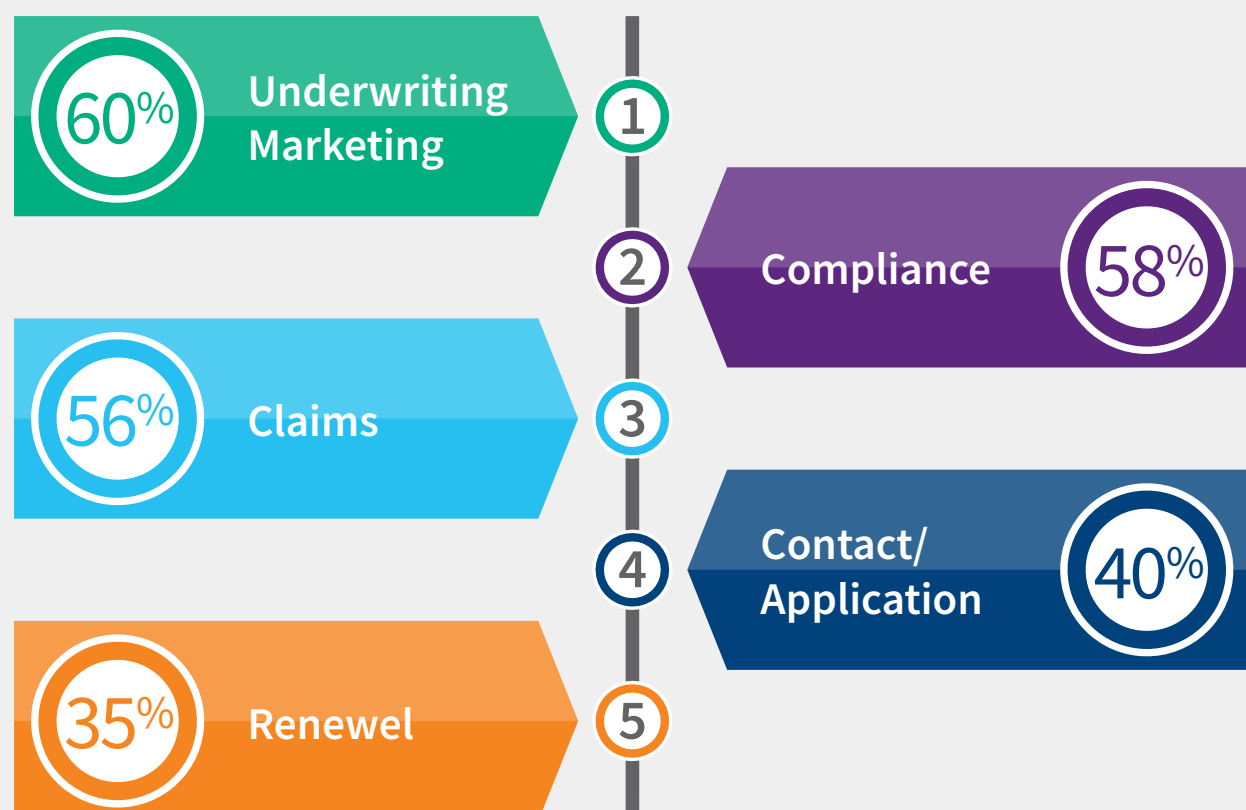 60%
Underwriting
Marketing
1
2
Compliance
58%
56%
Claims
3
4
Contact/
Application
40%
35%
Renewel
5